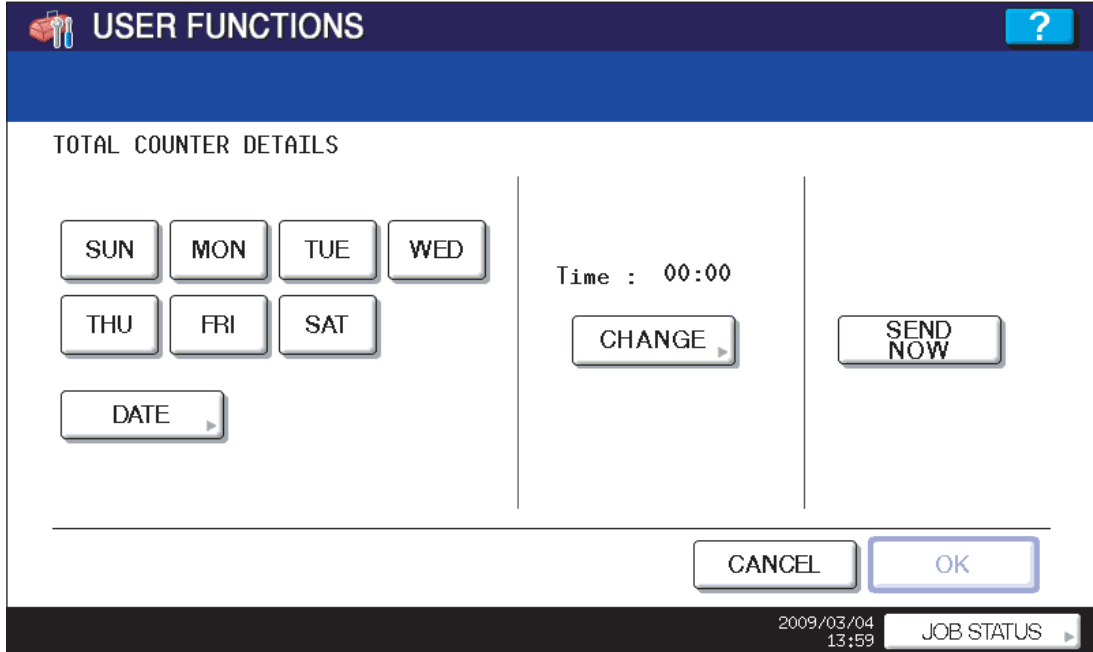 USER FUNCTIONS
?
TOTAL COUNTER DETAILS
SUN MON TUE WED
THU FRI SAT
DATE
Time : 00:00
CHANGE
SEND
NOW
CANCEL OK
2009/03/04
13:59
JOB STATUS